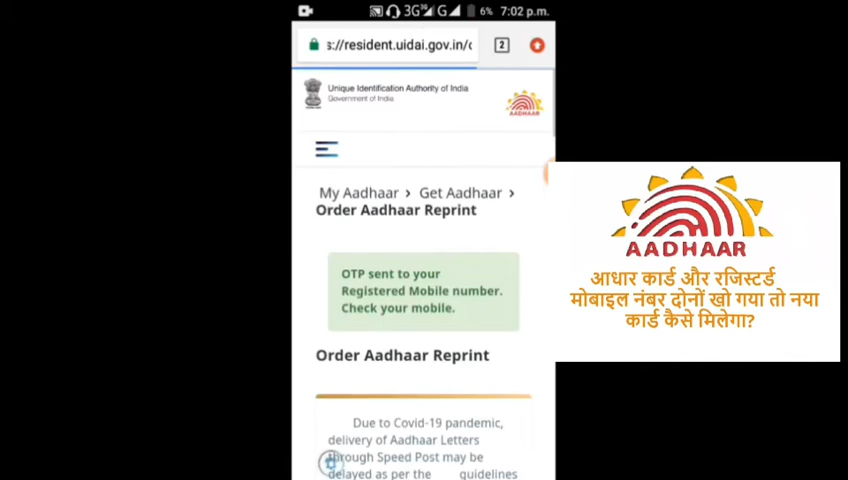 3G G 6% 7:02 p.m.
s://resident.uidai.gov.in/ 2
Unique Identification Authority of India
Government of India
AADHAAR
My Aadhaar > Get Aadhaar >
Order Aadhaar Reprint
OTP sent to your
Registered Mobile number.
Check your mobile.
Order Aadhaar Reprint
Due to Covid-19 pandemic,
delivery of Aadhaar Letters
through Speed Post may be
delayed as per the guidelines
AADHAAR
आधार कार्ड और रजिस्टर्ड
मोबाइल नंबर दोनों खो गया तो नया
कार्ड कैसे मिलेगा?